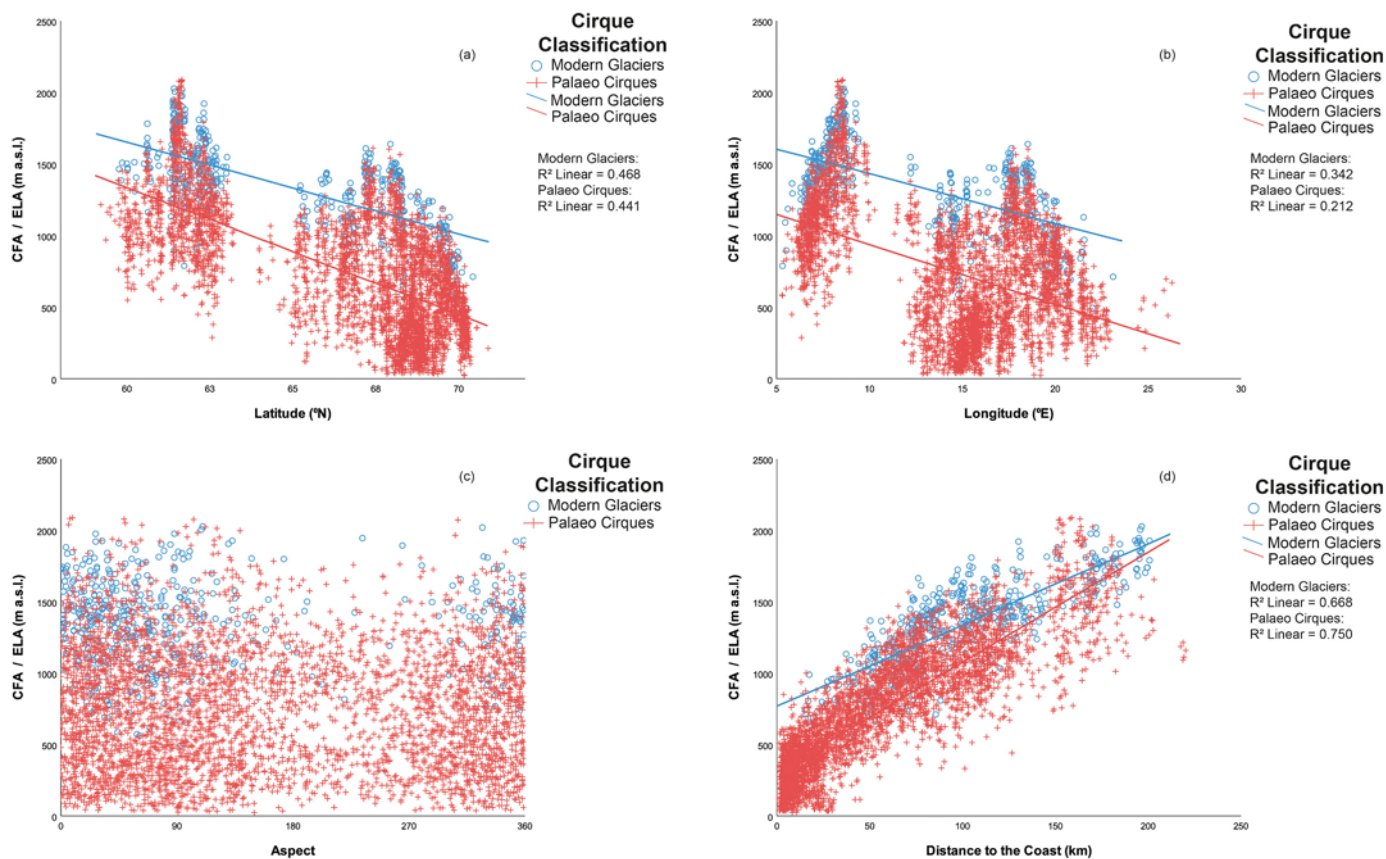 2500
2000
1500
1000
500
0
CFA / ELA (m a.s.l.)
60
63
65
68
70
Latitude (ºN)
(a)
Cirque
Classification
Modern Glaciers
Palaeo Cirques
Modern Glaciers
Palaeo Cirques
Modern Glaciers:
R² Linear = 0.468
Palaeo Cirques:
R² Linear = 0.441
2500
2000
1500
1000
500
0
CFA / ELA (m a.s.l.)
5
10
15
20
25
30
Longitude (ºE)
(b)
Cirque
Classification
Modern Glaciers
Palaeo Cirques
Modern Glaciers
Palaeo Cirques
Modern Glaciers:
R² Linear = 0.342
Palaeo Cirques:
R² Linear = 0.212
2500
2000
1500
1000
500
0
CFA / ELA (m a.s.l.)
0
90
180
270
360
Aspect
(c)
Cirque
Classification
Modern Glaciers
Palaeo Cirques
2500
2000
1500
1000
500
0
CFA / ELA (m a.s.l.)
0
50
100
150
200
250
Distance to the Coast (km)
(d)
Cirque
Classification
Modern Glaciers
Palaeo Cirques
Modern Glaciers
Palaeo Cirques
Modern Glaciers:
R² Linear = 0.668
Palaeo Cirques:
R² Linear = 0.750